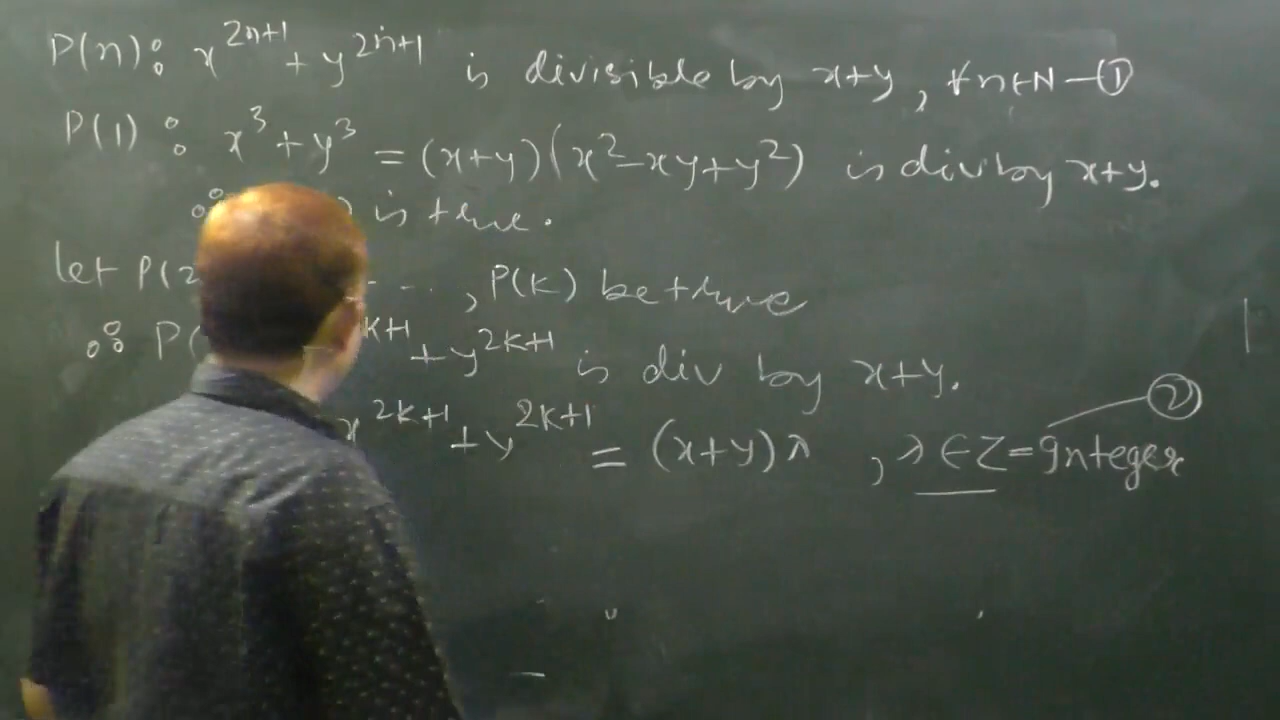 P(n): x^{2n+1} + y^{2n+1} is divisible by x+y, ∀n∈N — ①
P(1): x^3 + y^3 = (x+y)(x^2-xy+y^2) is div by x+y.
) is true.
let P(2 ..., P(k) be true
∴ P( k+1 + y^{2k+1} is div by x+y.
x^{2k+1} + y^{2k+1} = (x+y)λ , λ∈Z = Integer — ②